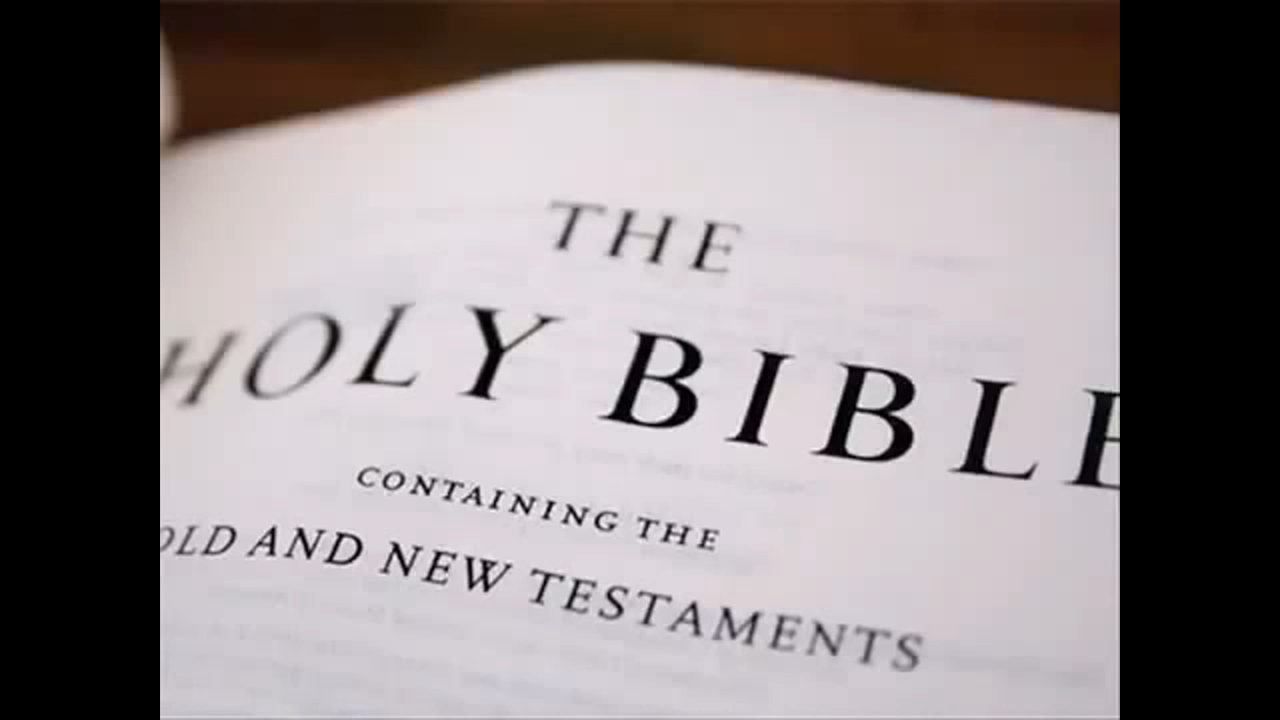 THE
HOLY BIBLE
CONTAINING THE
OLD AND NEW TESTAMENTS